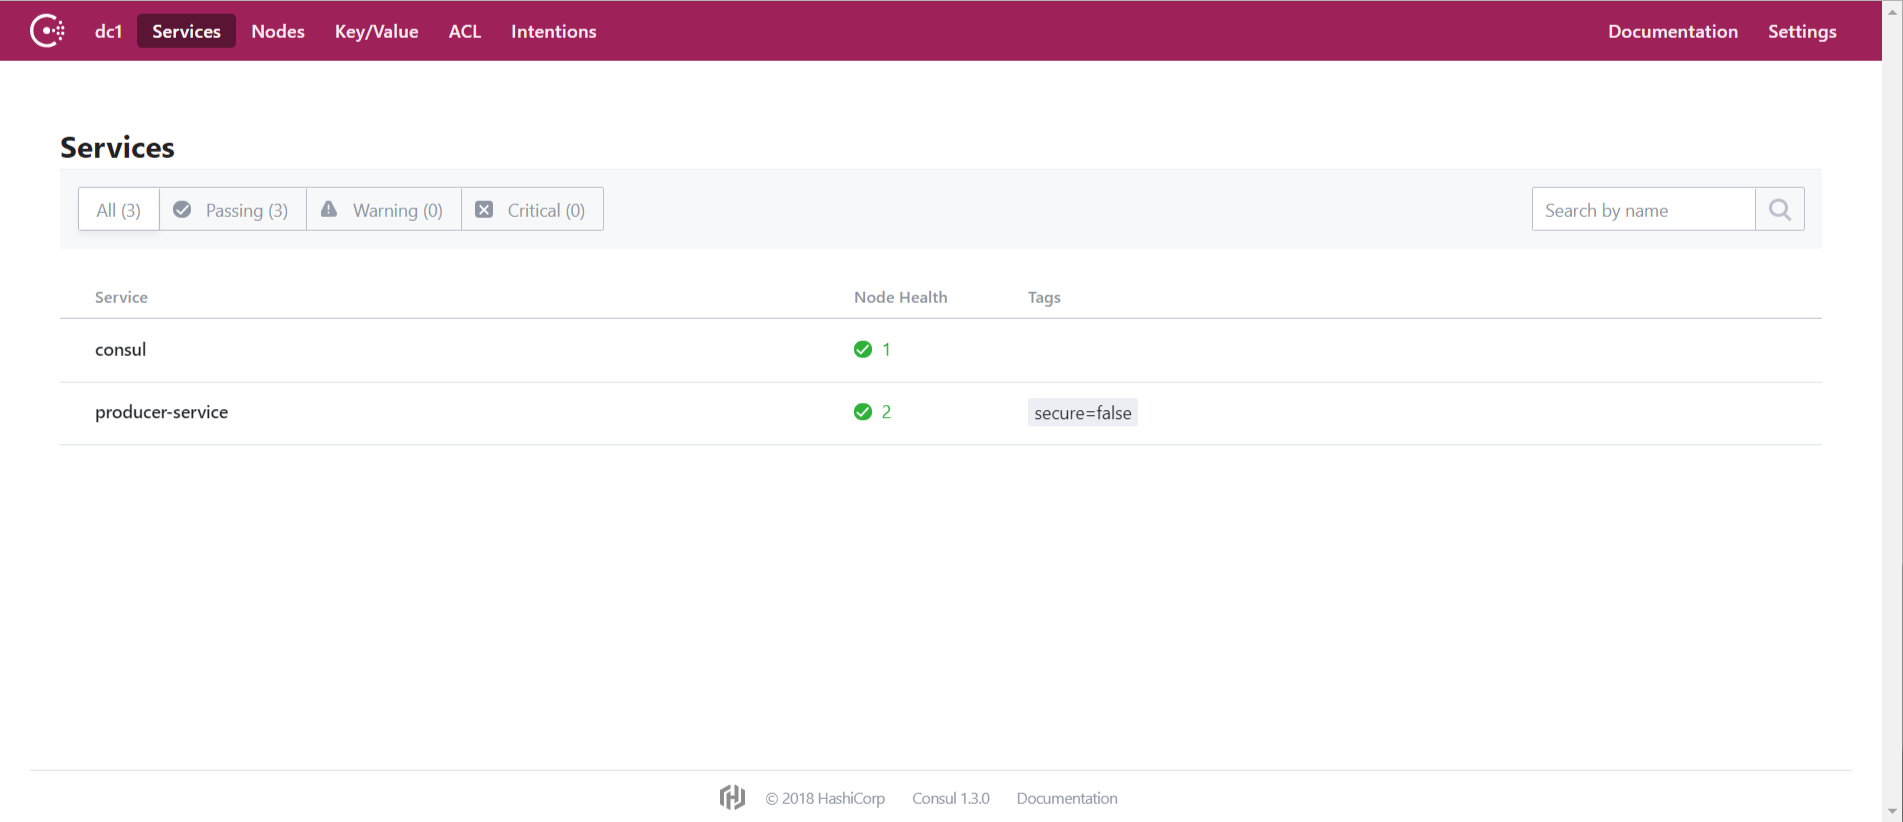 dc1 Services Nodes Key/Value ACL Intentions Documentation Settings
Services
All (3) Passing (3) Warning (0) Critical (0) Search by name
Service Node Health Tags
consul 1
producer-service 2 secure=false
© 2018 HashiCorp Consul 1.3.0 Documentation